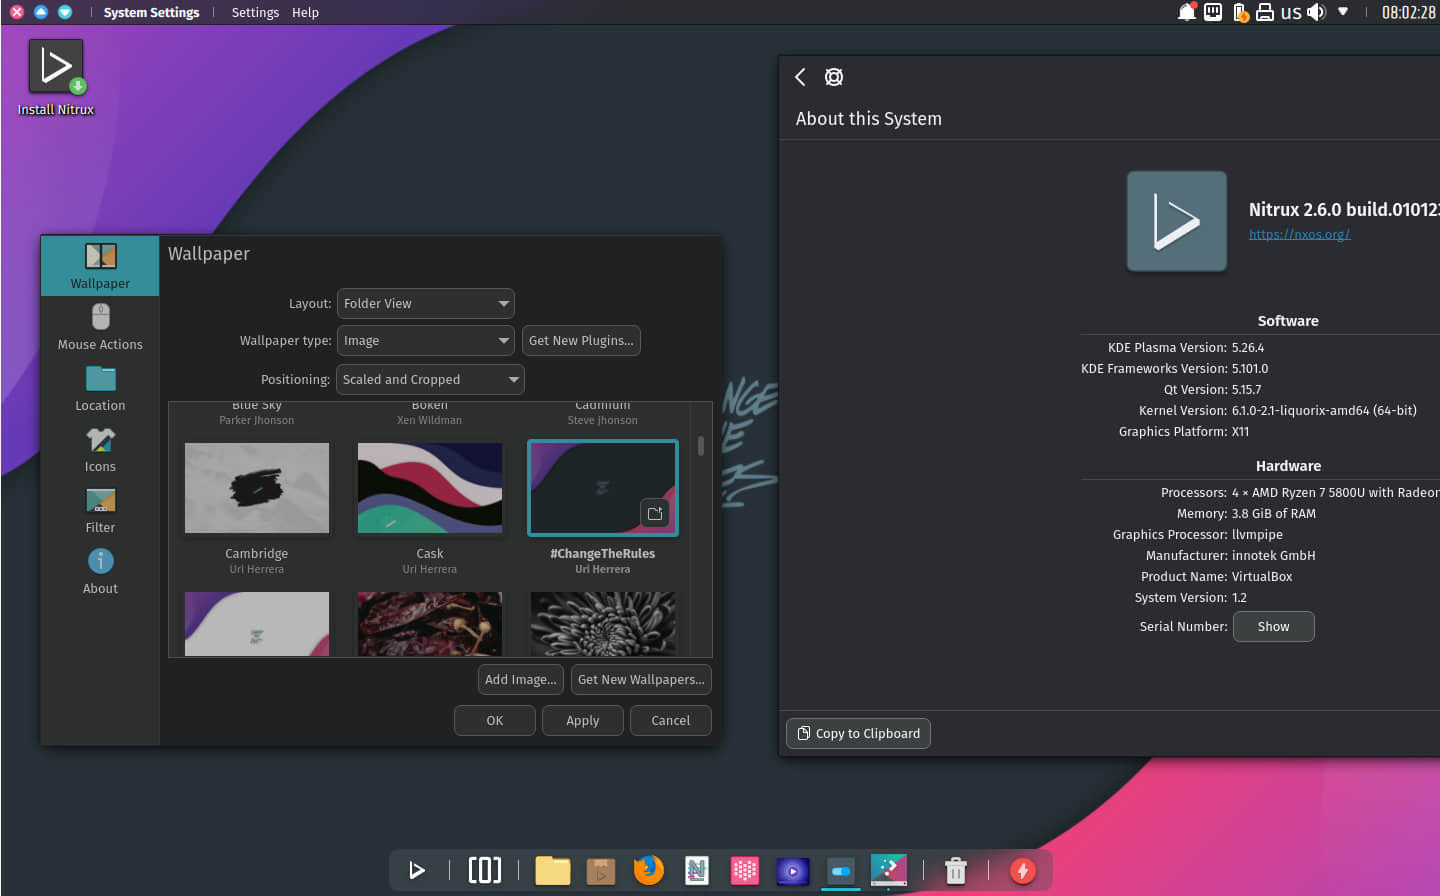 System Settings Settings Help us 08:02:28
Install Nitrux
About this System
Nitrux 2.6.0 build.010123
https://nxos.org/
Software
KDE Plasma Version: 5.26.4
KDE Frameworks Version: 5.101.0
Qt Version: 5.15.7
Kernel Version: 6.1.0-2.1-liquorix-amd64 (64-bit)
Graphics Platform: X11
Hardware
Processors: 4 × AMD Ryzen 7 5800U with Radeon
Memory: 3.8 GiB of RAM
Graphics Processor: llvmpipe
Manufacturer: innotek GmbH
Product Name: VirtualBox
System Version: 1.2
Serial Number: Show
Copy to Clipboard
Wallpaper
Mouse Actions
Location
Icons
Filter
About
Wallpaper
Layout: Folder View
Wallpaper type: Image Get New Plugins...
Positioning: Scaled and Cropped
Blue Sky Boken Cadmium
Parker Jhonson Xen Wildman Steve Jhonson
Cambridge Cask #ChangeTheRules
Uri Herrera Uri Herrera Uri Herrera
Add Image... Get New Wallpapers...
OK Apply Cancel